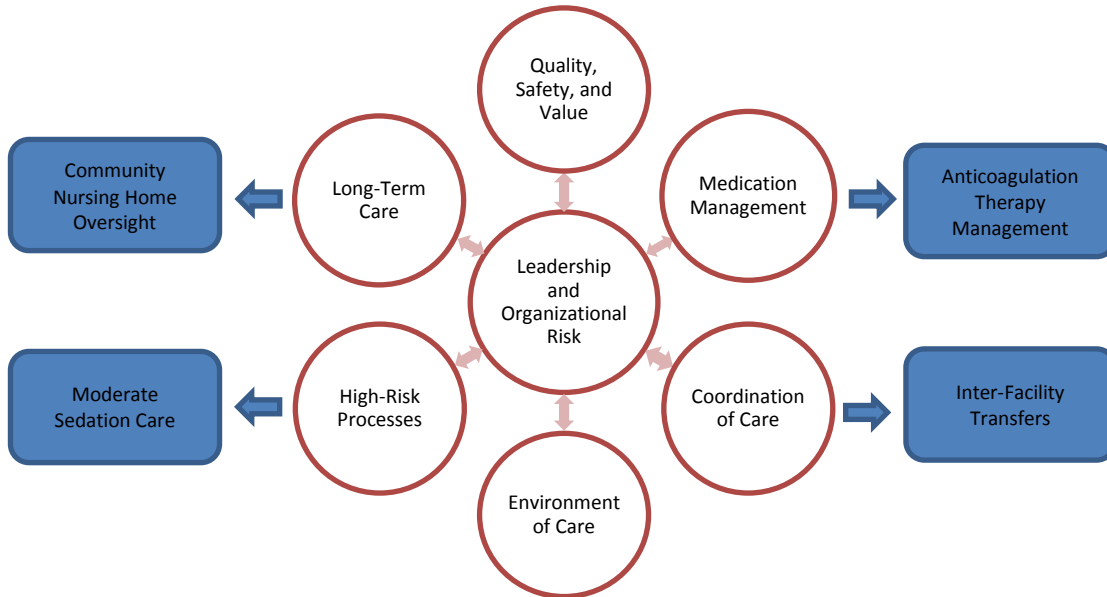 Quality,
Safety, and
Value
Community
Nursing Home
Oversight
Long-Term
Care
Medication
Management
Anticoagulation
Therapy
Management
Leadership
and
Organizational
Risk
Moderate
Sedation Care
High-Risk
Processes
Coordination
of Care
Inter-Facility
Transfers
Environment
of Care